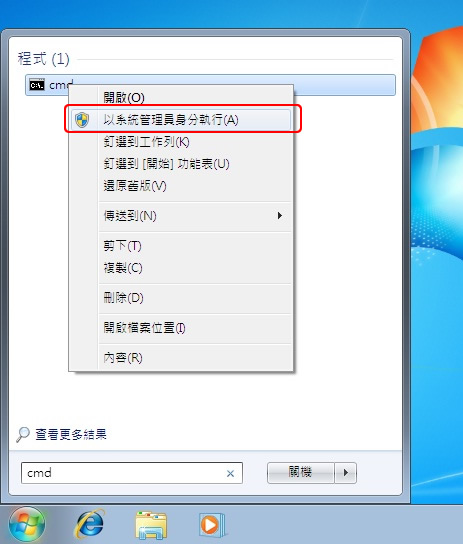 程式 (1)
cmd
開啟(O)
以系統管理員身分執行(A)
釘選到工作列(K)
釘選到 [開始] 功能表(U)
還原舊版(V)
傳送到(N)
剪下(T)
複製(C)
刪除(D)
開啟檔案位置(I)
內容(R)
查看更多結果
cmd
關機